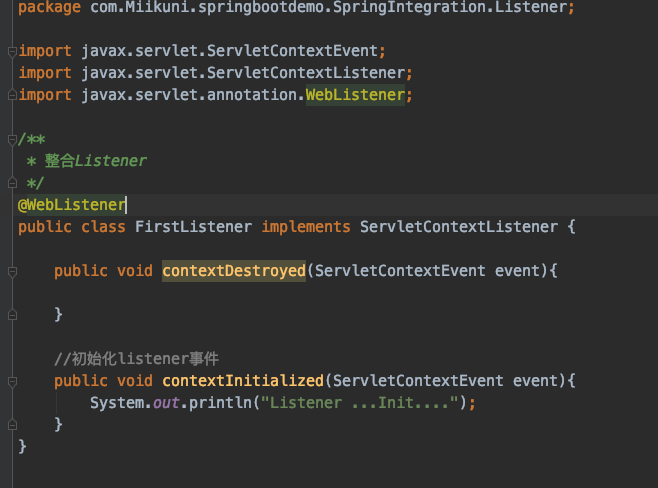 package com.Miikuni.springbootdemo.SpringIntegration.Listener;
import javax.servlet.ServletContextEvent;
import javax.servlet.ServletContextListener;
import javax.servlet.annotation.WebListener;
/**
 * 整合Listener
 */
@WebListener
public class FirstListener implements ServletContextListener {
    public void contextDestroyed(ServletContextEvent event){
    }
    //初始化listener事件
    public void contextInitialized(ServletContextEvent event){
        System.out.println("Listener ...Init....");
    }
}